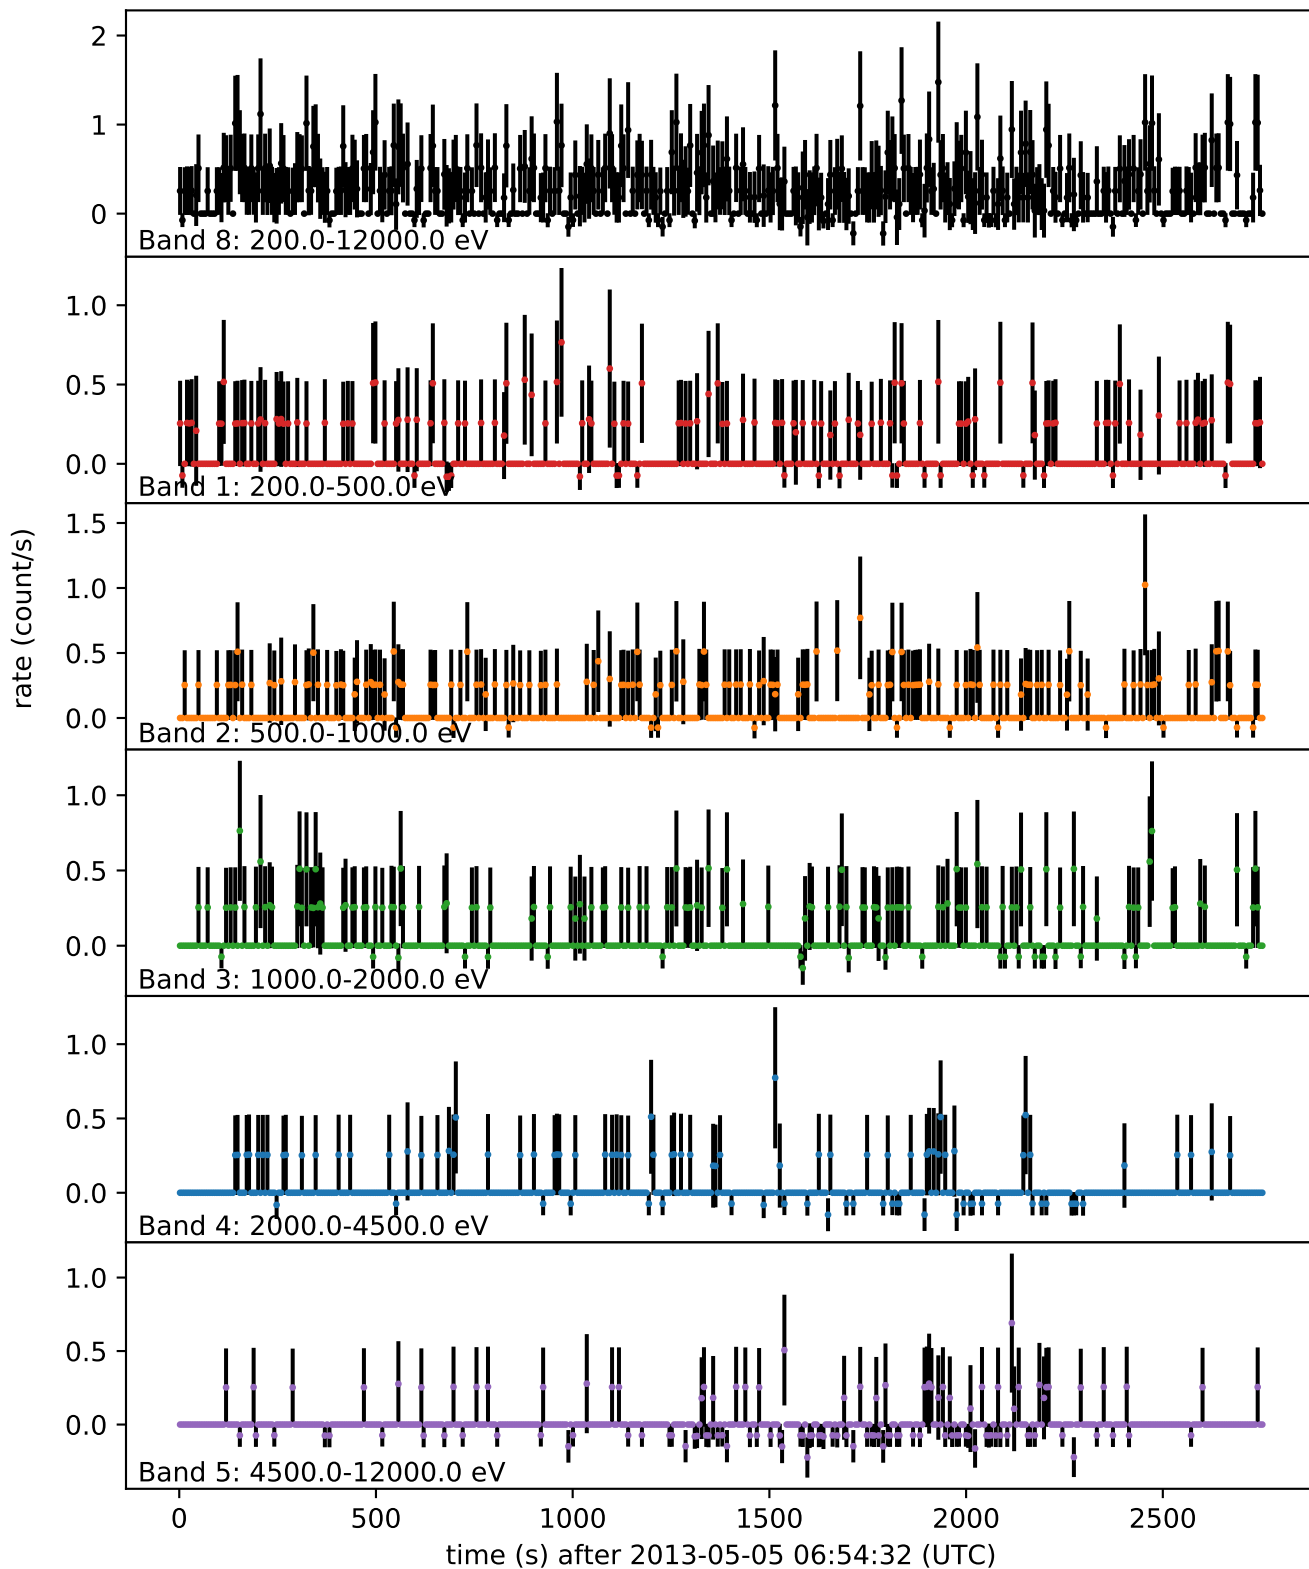 2
1
0
Band 8: 200.0-12000.0 eV
1.0
0.5
0.0
Band 1: 200.0-500.0 eV
1.5
1.0
0.5
0.0
Band 2: 500.0-1000.0 eV
rate (count/s)
1.0
0.5
0.0
Band 3: 1000.0-2000.0 eV
1.0
0.5
0.0
Band 4: 2000.0-4500.0 eV
1.0
0.5
0.0
Band 5: 4500.0-12000.0 eV
0 500 1000 1500 2000 2500
time (s) after 2013-05-05 06:54:32 (UTC)